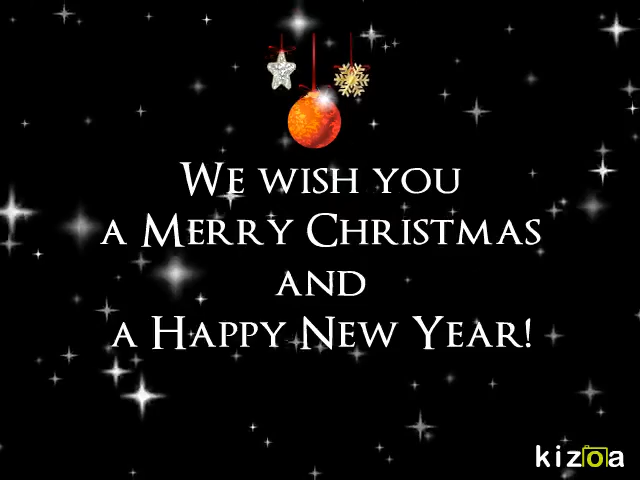 We wish you
a Merry Christmas
and
a Happy New Year!
kizoa